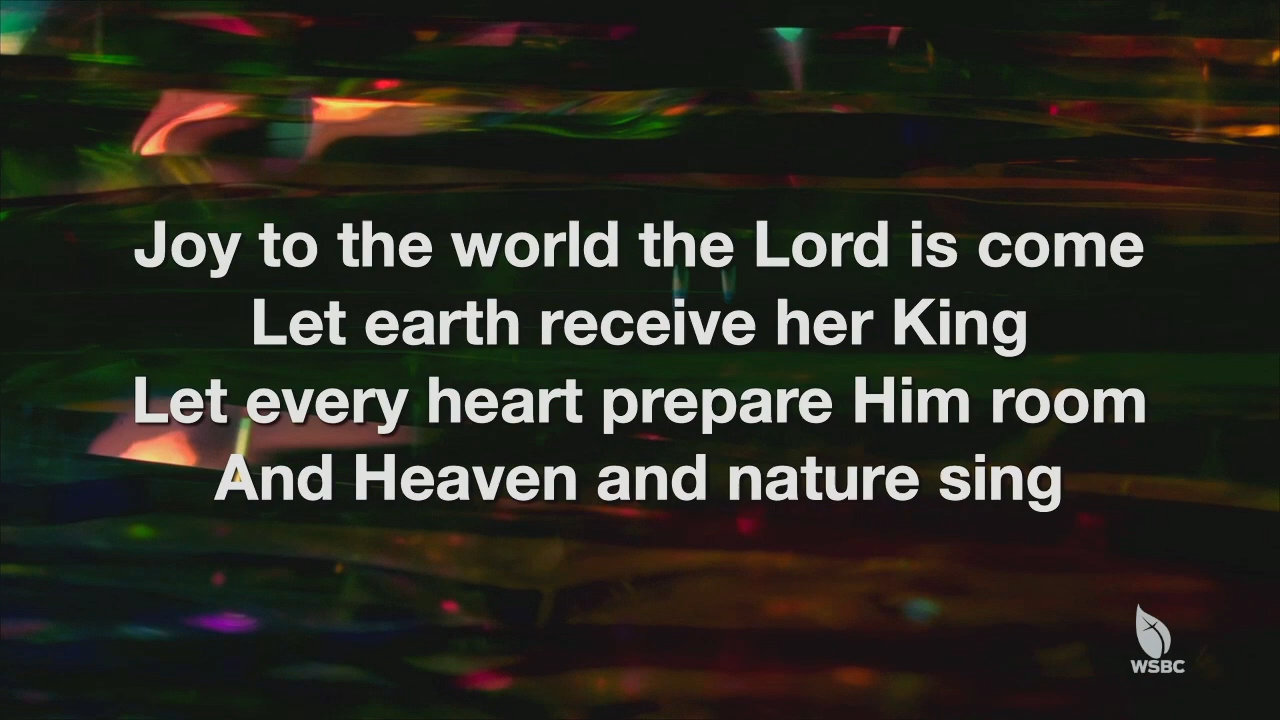 Joy to the world the Lord is come
Let earth receive her King
Let every heart prepare Him room
And Heaven and nature sing
WSBC